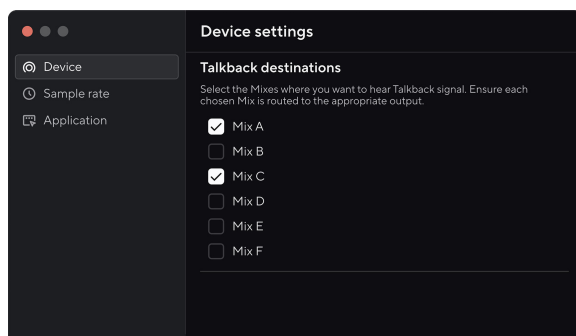 Device settings
Device
Sample rate
Application
Talkback destinations
Select the Mixes where you want to hear Talkback signal. Ensure each
chosen Mix is routed to the appropriate output.
Mix A
Mix B
Mix C
Mix D
Mix E
Mix F